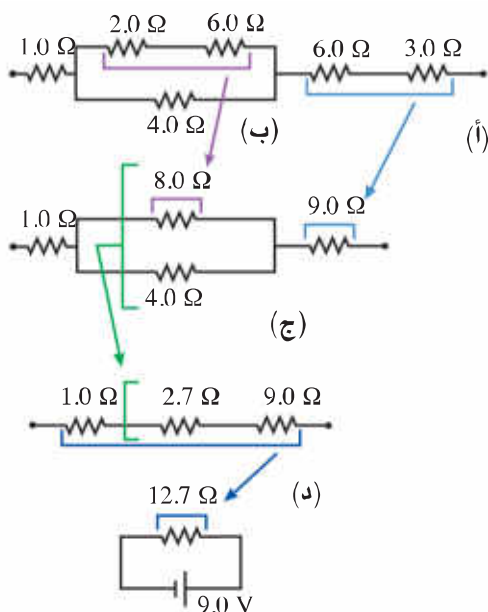 1.0 Ω 2.0 Ω 6.0 Ω 6.0 Ω 3.0 Ω
4.0 Ω (ب) (أ)
1.0 Ω 8.0 Ω 9.0 Ω
4.0 Ω (ج)
1.0 Ω 2.7 Ω 9.0 Ω
12.7 Ω (د)
9.0 V